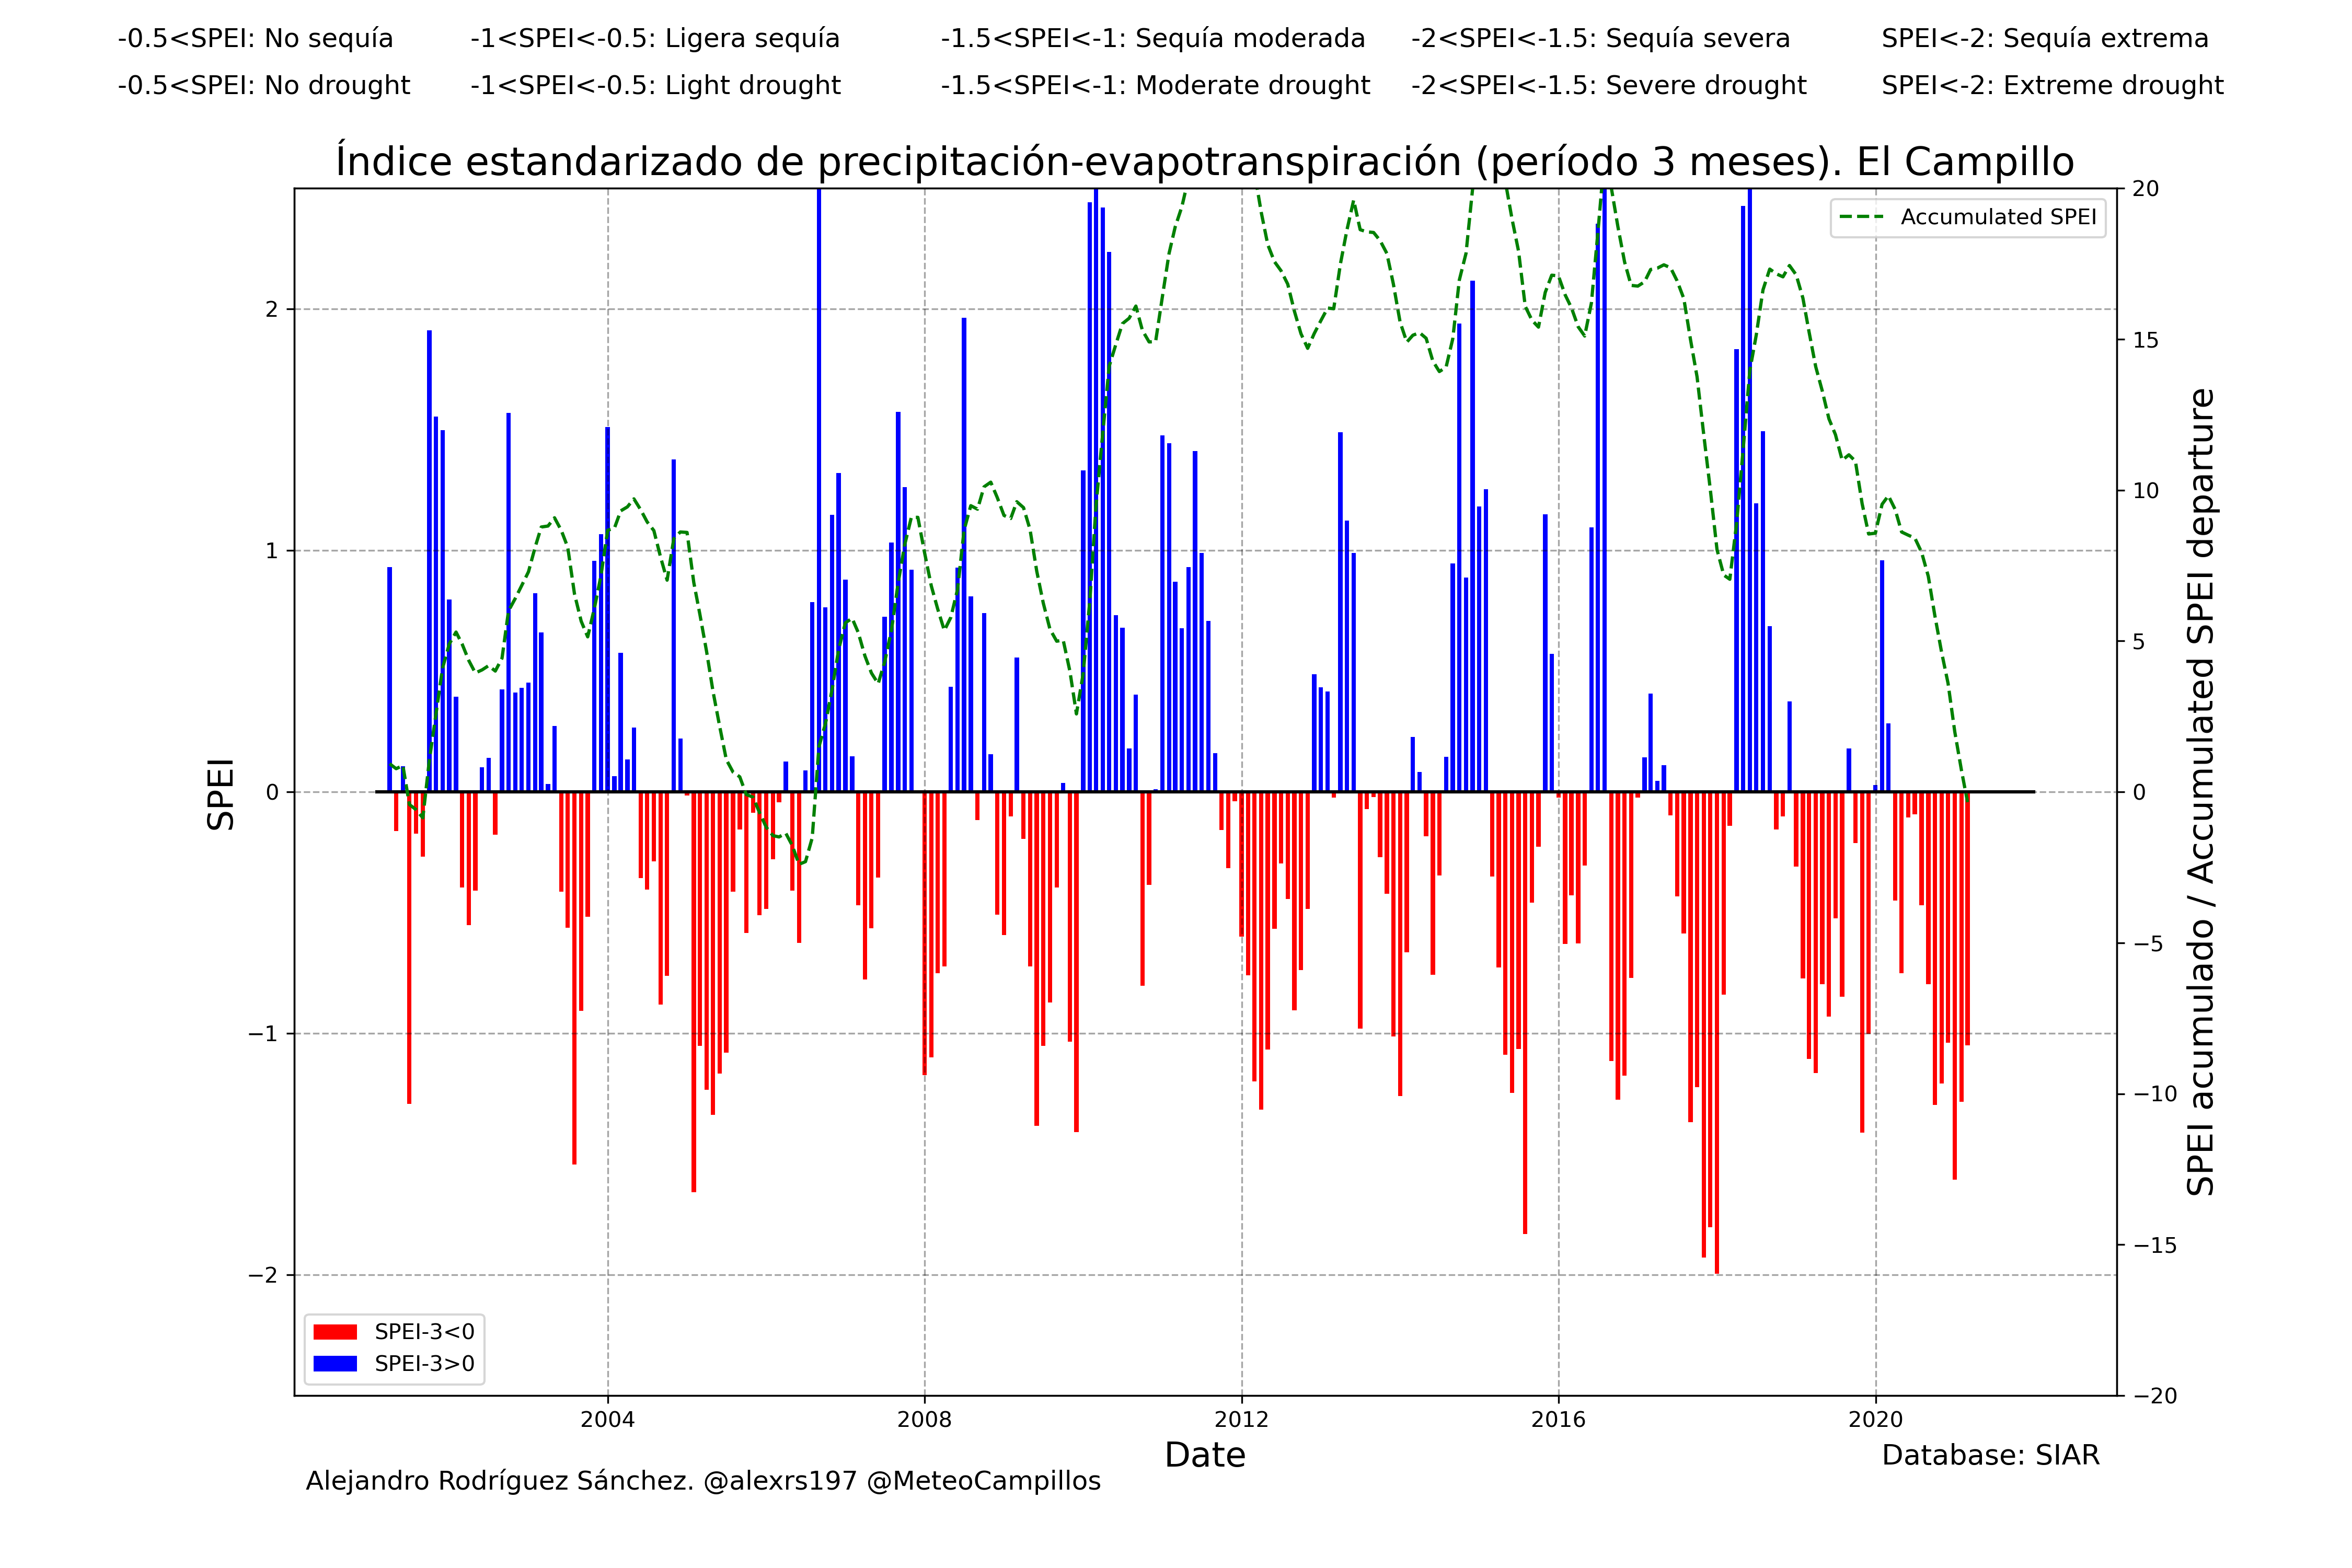 -0.5<SPEI: No sequía -1<SPEI<-0.5: Ligera sequía -1.5<SPEI<-1: Sequía moderada -2<SPEI<-1.5: Sequía severa SPEI<-2: Sequía extrema
-0.5<SPEI: No drought -1<SPEI<-0.5: Light drought -1.5<SPEI<-1: Moderate drought -2<SPEI<-1.5: Severe drought SPEI<-2: Extreme drought
Índice estandarizado de precipitación-evapotranspiración (período 3 meses). El Campillo
Accumulated SPEI
SPEI
2
1
0
−1
−2
20
15
10
5
0
−5
−10
−15
−20
SPEI acumulado / Accumulated SPEI departure
SPEI-3<0
SPEI-3>0
2004 2008 2012 2016 2020
Date
Database: SIAR
Alejandro Rodríguez Sánchez. @alexrs197 @MeteoCampillos